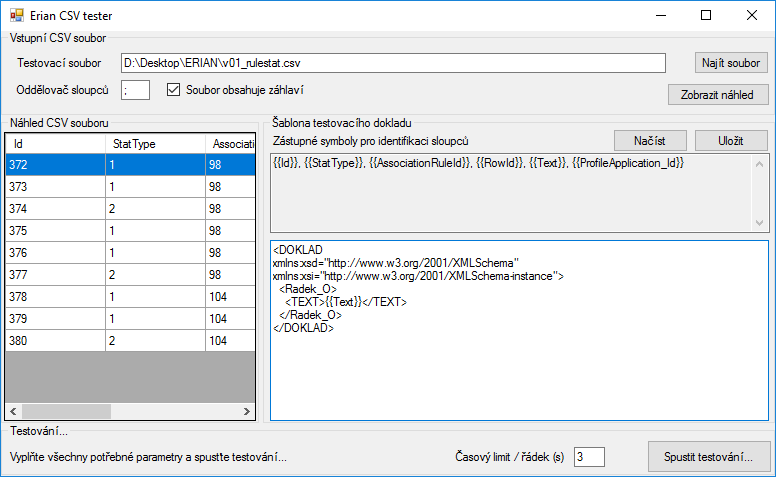 Erian CSV tester
Vstupní CSV soubor
Testovací soubor D:\Desktop\ERIAN\v01_rulestat.csv Najít soubor
Oddělovač sloupců ; Soubor obsahuje záhlaví Zobrazit náhled
Náhled CSV souboru
Id StatType Associati
372 1 98
373 1 98
374 2 98
375 1 98
376 1 98
377 2 98
378 1 104
379 1 104
380 2 104
Šablona testovacího dokladu
Zástupné symboly pro identifikaci sloupců Načíst Uložit
{{Id}}, {{StatType}}, {{AssociationRuleId}}, {{RowId}}, {{Text}}, {{ProfileApplication_Id}}
<DOKLAD
xmlns:xsd="http://www.w3.org/2001/XMLSchema"
xmlns:xsi="http://www.w3.org/2001/XMLSchema-instance">
<Radek_O>
<TEXT>{{Text}}</TEXT>
</Radek_O>
</DOKLAD>
Testování...
Vyplňte všechny potřebné parametry a spusťte testování... Časový limit / řádek (s) 3 Spustit testování...